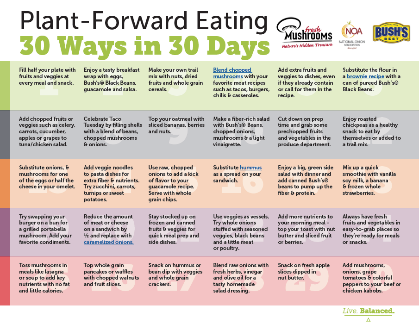 Plant-Forward Eating
30 Ways in 30 Days
Fresh
MUSHROOMS
Nature's Hidden Treasure
NOA
NATIONAL ONION
ASSOCIATION
BUSH'S
BEST
Fill half your plate with
fruits and veggies at
every meal and snack.
Enjoy a tasty breakfast
wrap with eggs,
Bush's® Black Beans,
guacamole and salsa.
Make your own trail
mix with nuts, dried
fruits and whole grain
cereals.
Blend chopped
mushrooms with your
favorite meat recipes
such as tacos, burgers,
chili & casseroles.
Add extra fruits and
veggies to dishes, even
if they already contain
or call for them in the
recipe.
Substitute the flour in
a brownie recipe with a
can of pureed Bush's®
Black Beans.
Add chopped fruits or
veggies such as celery,
carrots, cucumber,
apples or grapes to
tuna/chicken salad.
Celebrate Taco
Tuesday by filling shells
with a blend of beans,
chopped mushrooms
& onions.
Top your oatmeal with
sliced bananas, berries
and nuts.
Make a fiber-rich salad
with Bush's® Beans,
chopped onions,
mushrooms & a light
vinaigrette.
Cut down on prep
time and grab some
pre-chopped fruits
and vegetables in the
produce department.
Enjoy roasted
chickpeas as a healthy
snack to eat by
themselves or added to
a trail mix.
Substitute onions, &
mushrooms for one
of the eggs or half the
cheese in your omelet.
Add veggie noodles
to pasta dishes for
extra fiber & nutrients.
Try zucchini, carrots,
turnips or sweet
potatoes.
Use raw, chopped
onions to add a kick
of flavor to your
guacamole recipe.
Serve with whole
grain chips.
Substitute hummus
as a spread on your
sandwich.
Enjoy a big, green side
salad with dinner and
add canned Bush's®
beans to pump up the
fiber & protein.
Mix up a quick
smoothie with vanilla
soy milk, a banana
& frozen whole
strawberries.
Try swapping your
burger on a bun for
a grilled portabella
mushroom. Add your
favorite condiments.
Reduce the amount
of meat or cheese
on a sandwich by
½ and replace with
caramelized onions.
Stay stocked up on
frozen and canned
fruits & veggies for
quick meal prep and
side dishes.
Use veggies as vessels.
Try whole onions
stuffed with seasoned
veggies, black beans
and a little meat
or poultry.
Add more nutrients to
your morning meal –
top your toast with nut
butter and sliced fruit
or berries.
Always have fresh
fruits and vegetables in
easy-to-grab places so
they're ready for meals
or snacks.
Toss mushrooms in
meals like lasagna
or soup to add key
nutrients with no fat
and little calories.
Top whole grain
pancakes or waffles
with chopped walnuts
and fruit slices.
Snack on hummus or
bean dip with veggies
and whole grain
crackers.
Blend raw onions with
fresh herbs, vinegar
and olive oil for a
tasty homemade
salad dressing.
Snack on fresh apple
slices dipped in
nut butter.
Add mushrooms,
onions, grape
tomatoes & colorful
peppers to your beef or
chicken kabobs.
Live Balanced.